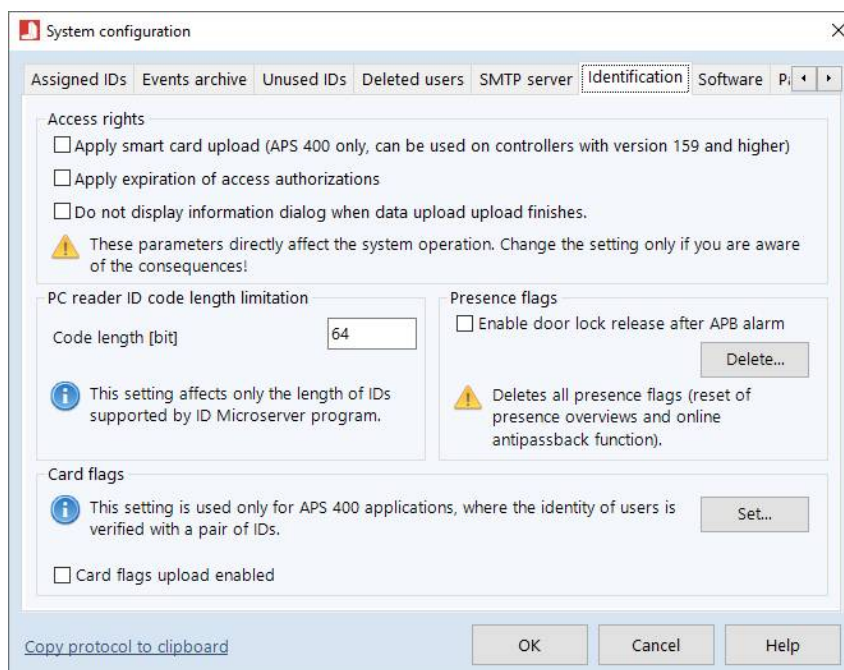 System configuration
Assigned IDs Events archive Unused IDs Deleted users SMTP server Identification Software
Access rights
Apply smart card upload (APS 400 only, can be used on controllers with version 159 and higher)
Apply expiration of access authorizations
Do not display information dialog when data upload upload finishes.
These parameters directly affect the system operation. Change the setting only if you are aware
of the consequences!
PC reader ID code length limitation
Code length [bit] 64
This setting affects only the length of IDs
supported by ID Microserver program.
Presence flags
Enable door lock release after APB alarm
Delete...
Deletes all presence flags (reset of
presence overviews and online
antipassback function).
Card flags
This setting is used only for APS 400 applications, where the identity of users is
verified with a pair of IDs.
Set...
Card flags upload enabled
Copy protocol to clipboard OK Cancel Help